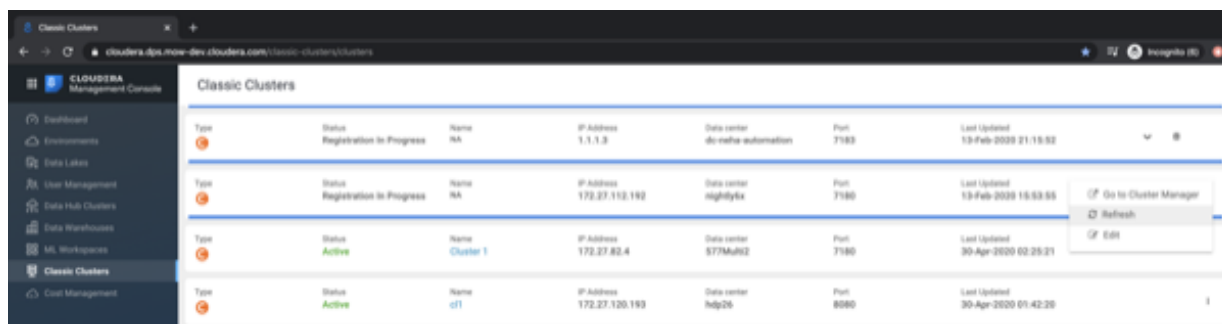 Classic Clusters
cloudera.dps.mow-dev.cloudera.com/classic-clusters/clusters
Incognito (6)
CLOUDERA
Management Console
Classic Clusters
Dashboard
Environments
Data Lakes
User Management
Data Hub Clusters
Data Warehouses
ML Workspaces
Classic Clusters
Cost Management
Type Status Name IP Address Data center Port Last Updated
Registration In Progress NA 1.1.1.3 dc-neha-automation 7183 13-Feb-2020 21:15:52
Type Status Name IP Address Data center Port Last Updated
Registration In Progress NA 172.27.112.192 nightlytix 7180 13-Feb-2020 15:53:55
Go to Cluster Manager
Refresh
Edit
Type Status Name IP Address Data center Port Last Updated
Active Cluster 1 172.27.82.4 577Multi2 7180 30-Apr-2020 02:25:21
Type Status Name IP Address Data center Port Last Updated
Active cl1 172.27.120.193 hdp26 8080 30-Apr-2020 01:42:20